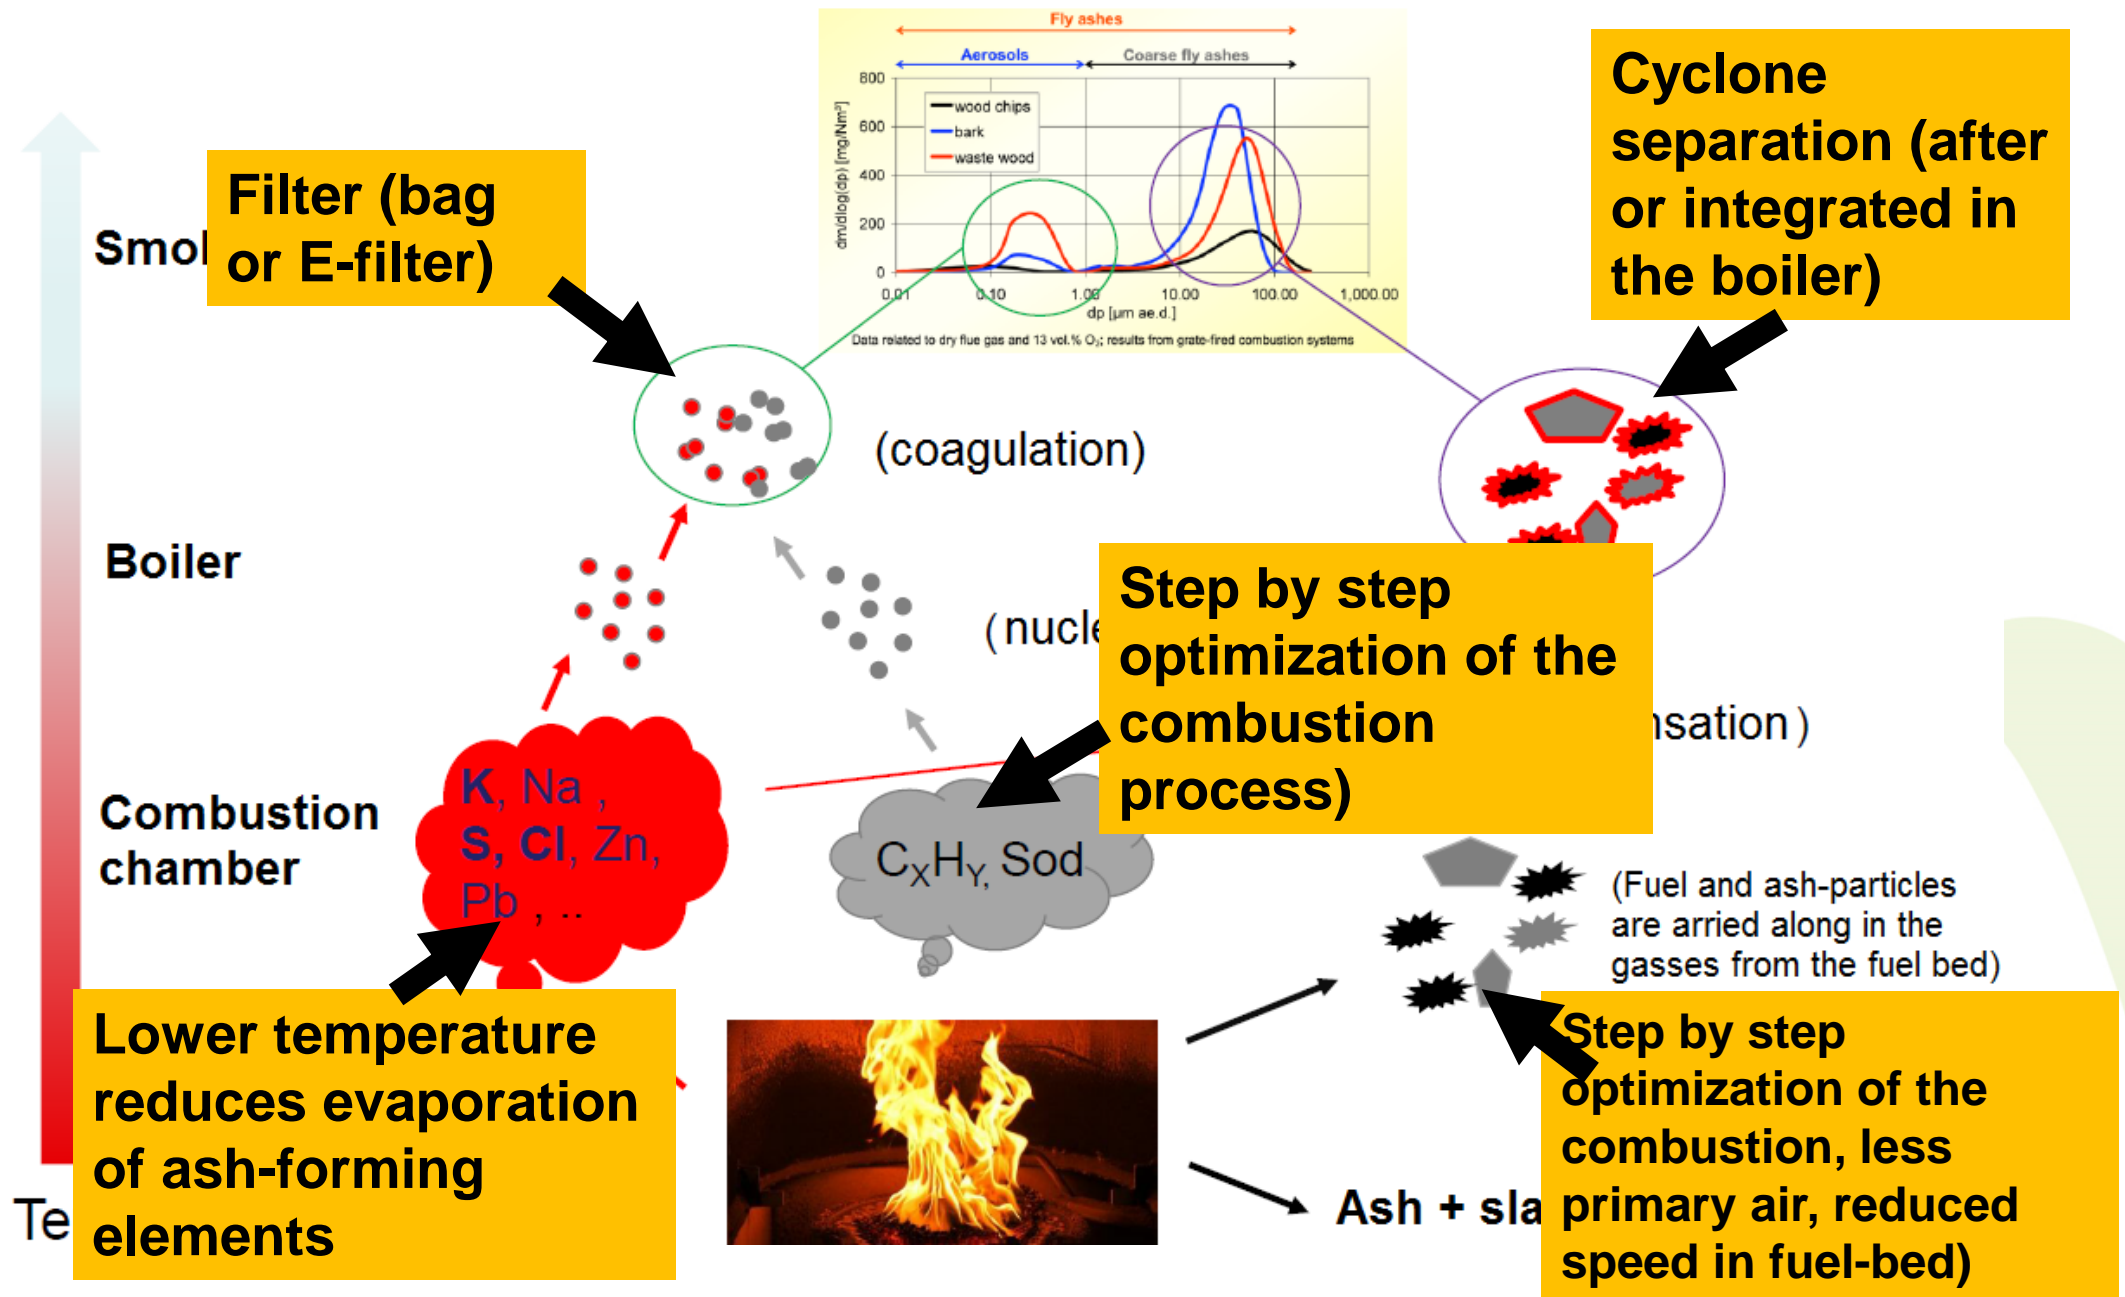 Fly ashes
Aerosols
Coarse fly ashes
800
600
400
200
0
dm/dlog(dp) [mg/Nm³]
wood chips
bark
waste wood
0.01 0.10 1.00 10.00 100.00 1,000.00
dp [µm ae.d.]
Data related to dry flue gas and 13 vol.% O₂; results from grate-fired combustion systems
Cyclone
separation (after
or integrated in
the boiler)
Filter (bag
or E-filter)
Smo
(coagulation)
Boiler
(nucle
Step by step
optimization of the
combustion
process)
nsation)
Combustion
chamber
K, Na ,
S, Cl, Zn,
Pb , ..
CXHY, Sod
(Fuel and ash-particles
are arried along in the
gasses from the fuel bed)
Lower temperature
reduces evaporation
of ash-forming
elements
Step by step
optimization of the
combustion, less
primary air, reduced
speed in fuel-bed)
Te
Ash + sla